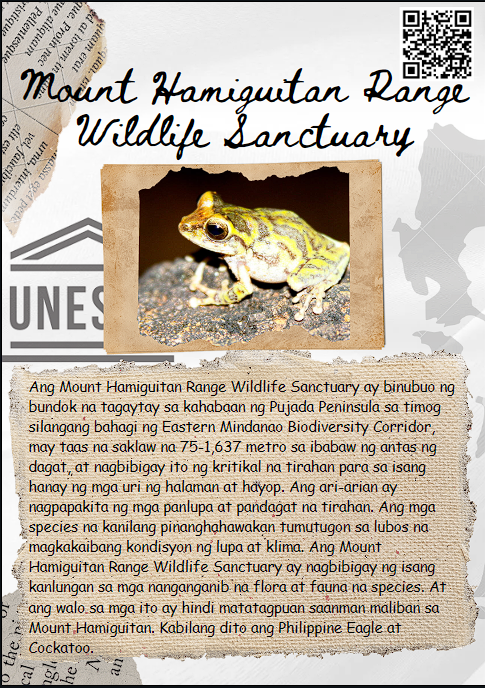 Mount Hamiguitan Range
Wildlife Sanctuary
UNES
Ang Mount Hamiguitan Range Wildlife Sanctuary ay binubuo ng
bundok na tagaytay sa kahabaan ng Pujada Peninsula sa timog
silangang bahagi ng Eastern Mindanao Biodiversity Corridor,
may taas na saklaw na 75-1,637 metro sa ibabaw ng antas ng
dagat, at nagbibigay ito ng kritikal na tirahan para sa isang
hanay ng mga uri ng halaman at hayop. Ang ari-arian ay
nagpapakita ng mga panlupa at pandagat na tirahan. Ang mga
species na kanilang pinanghahawakan tumutugon sa lubos na
magkakaibang kondisyon ng lupa at klima. Ang Mount
Hamiguitan Range Wildlife Sanctuary ay nagbibigay ng isang
kanlungan sa mga nanganganib na flora at fauna na species. At
ang walo sa mga ito ay hindi matatagpuan saanman maliban sa
Mount Hamiguitan. Kabilang dito ang Philippine Eagle at
Cockatoo.